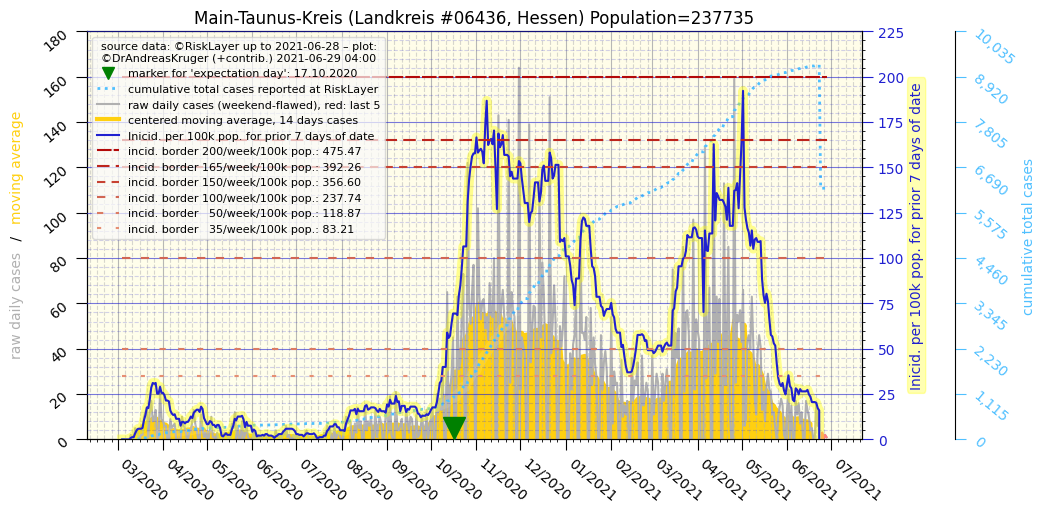 Main-Taunus-Kreis (Landkreis #06436, Hessen) Population=237735
source data: ©RiskLayer up to 2021-06-28 – plot:
©DrAndreasKruger (+contrib.) 2021-06-29 04:00
marker for 'expectation day': 17.10.2020
cumulative total cases reported at RiskLayer
raw daily cases (weekend-flawed), red: last 5
centered moving average, 14 days cases
Inicid. per 100k pop. for prior 7 days of date
incid. border 200/week/100k pop.: 475.47
incid. border 165/week/100k pop.: 392.26
incid. border 150/week/100k pop.: 356.60
incid. border 100/week/100k pop.: 237.74
incid. border   50/week/100k pop.: 118.87
incid. border   35/week/100k pop.: 83.21
raw daily cases   /   moving average
180
160
140
120
100
80
60
40
20
0
225
200
175
150
125
100
75
50
25
0
Inicid. per 100k pop. for prior 7 days of date
10,035
8,920
7,805
6,690
5,575
4,460
3,345
2,230
1,115
0
cumulative total cases
03/2020
04/2020
05/2020
06/2020
07/2020
08/2020
09/2020
10/2020
11/2020
12/2020
01/2021
02/2021
03/2021
04/2021
05/2021
06/2021
07/2021